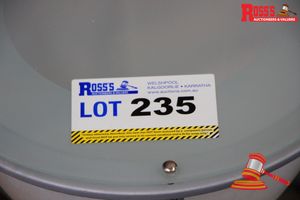 ROSS'S
AUCTIONEERS & VALUERS
ROSS'S
AUCTIONEERS & VALUERS
WELSHPOOL
KALGOORLIE • KARRATHA
www.auctions.com.au
LOT 235